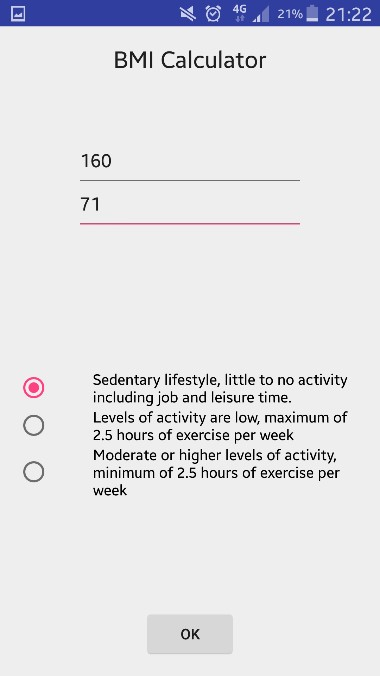 4G 21% 21:22
BMI Calculator
160
71
Sedentary lifestyle, little to no activity
including job and leisure time.
Levels of activity are low, maximum of
2.5 hours of exercise per week
Moderate or higher levels of activity,
minimum of 2.5 hours of exercise per
week
OK